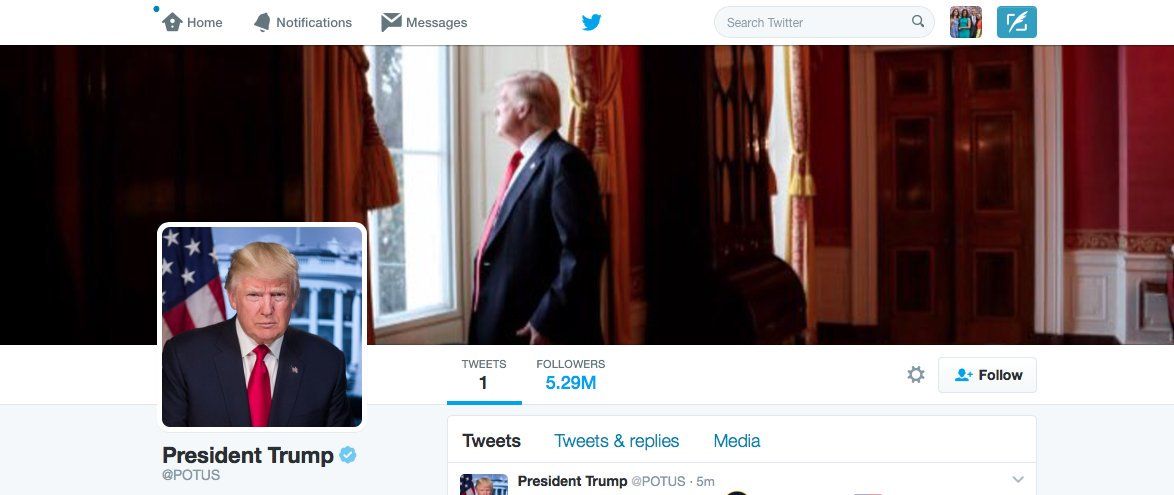 Home Notifications Messages Search Twitter
TWEETS FOLLOWERS
1 5.29M Follow
Tweets Tweets & replies Media
President Trump
@POTUS
President Trump @POTUS · 5m